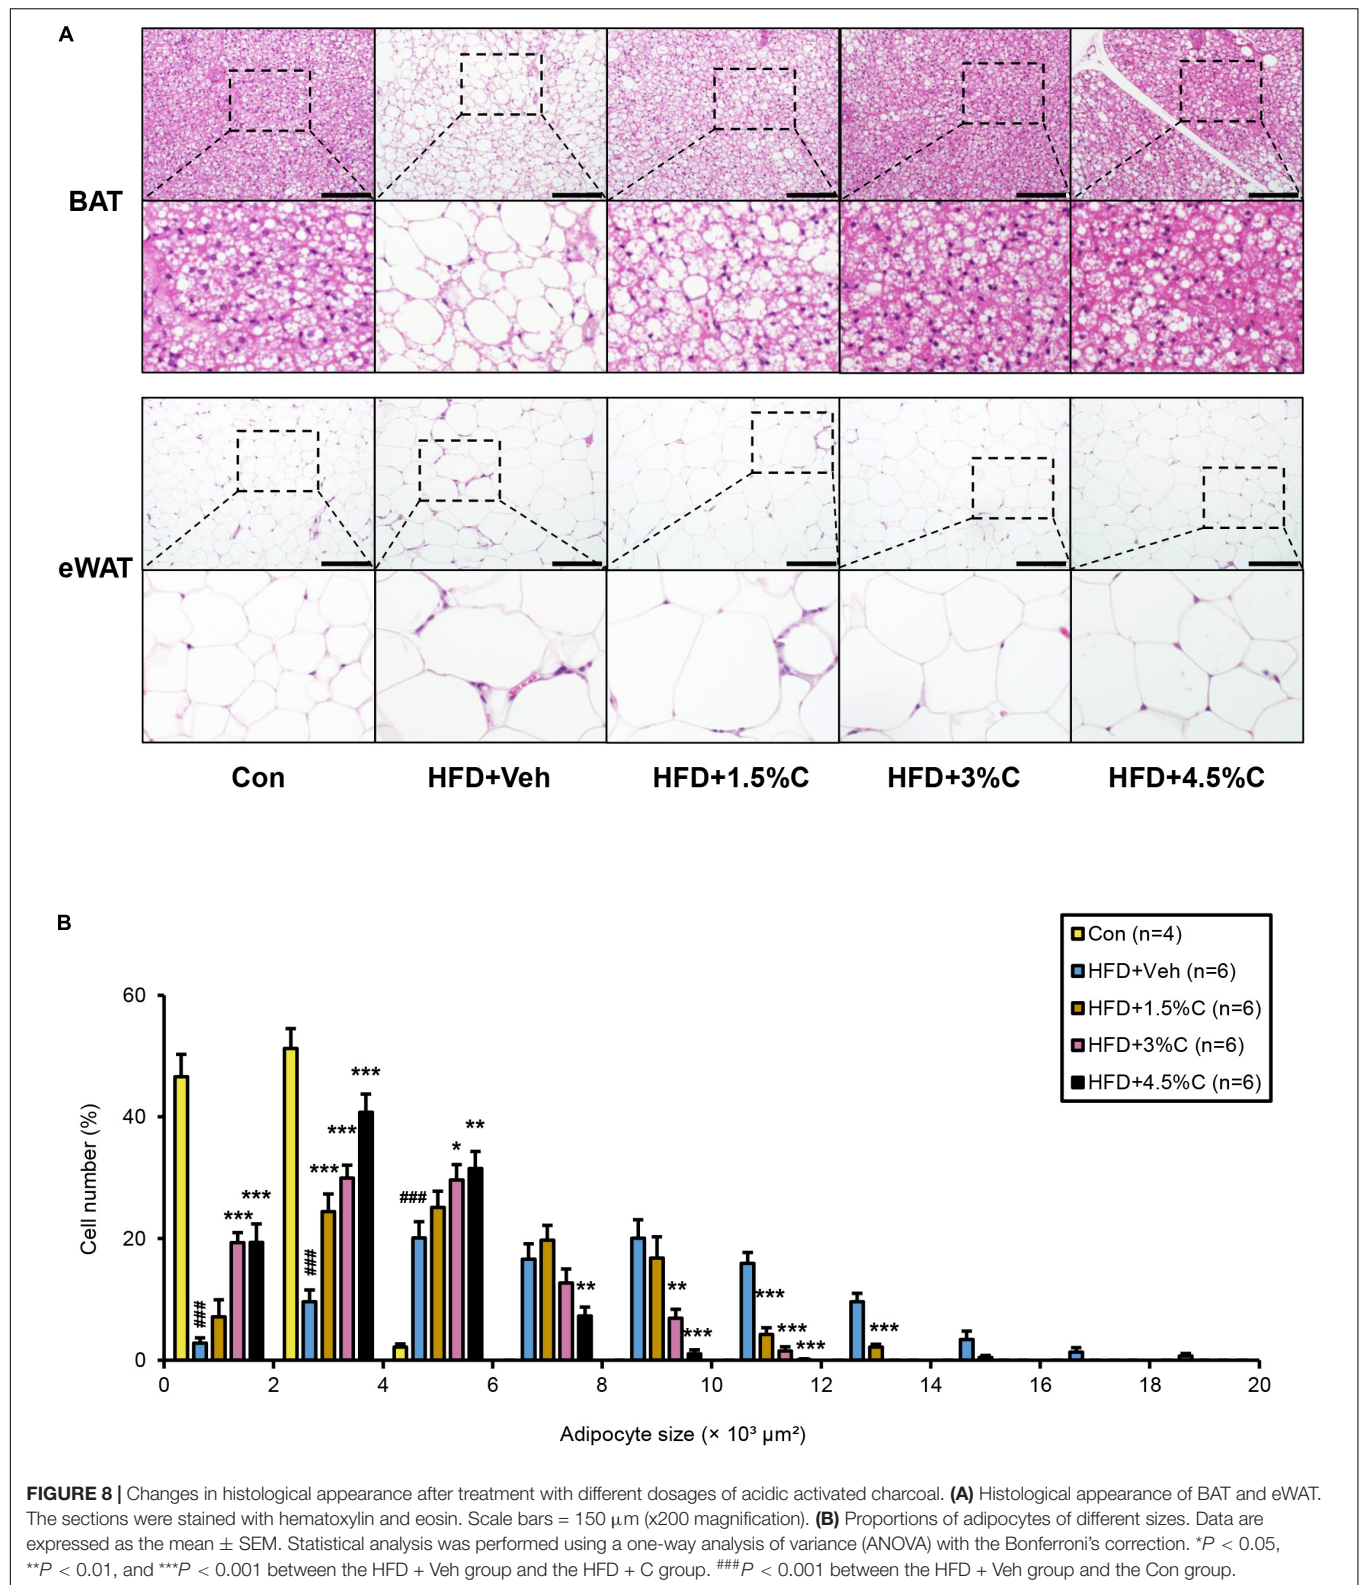 A
BAT
eWAT
Con HFD+Veh HFD+1.5%C HFD+3%C HFD+4.5%C
B
Con (n=4)
HFD+Veh (n=6)
HFD+1.5%C (n=6)
HFD+3%C (n=6)
HFD+4.5%C (n=6)
Cell number (%)
60
40
20
0
### *** ***
### *** *** ***
### * **
**
** ***
*** *** ***
***
0 2 4 6 8 10 12 14 16 18 20
Adipocyte size (× 10³ µm²)
FIGURE 8 | Changes in histological appearance after treatment with different dosages of acidic activated charcoal. (A) Histological appearance of BAT and eWAT.
The sections were stained with hematoxylin and eosin. Scale bars = 150 µm (x200 magnification). (B) Proportions of adipocytes of different sizes. Data are
expressed as the mean ± SEM. Statistical analysis was performed using a one-way analysis of variance (ANOVA) with the Bonferroni's correction. *P < 0.05,
**P < 0.01, and ***P < 0.001 between the HFD + Veh group and the HFD + C group. ###P < 0.001 between the HFD + Veh group and the Con group.